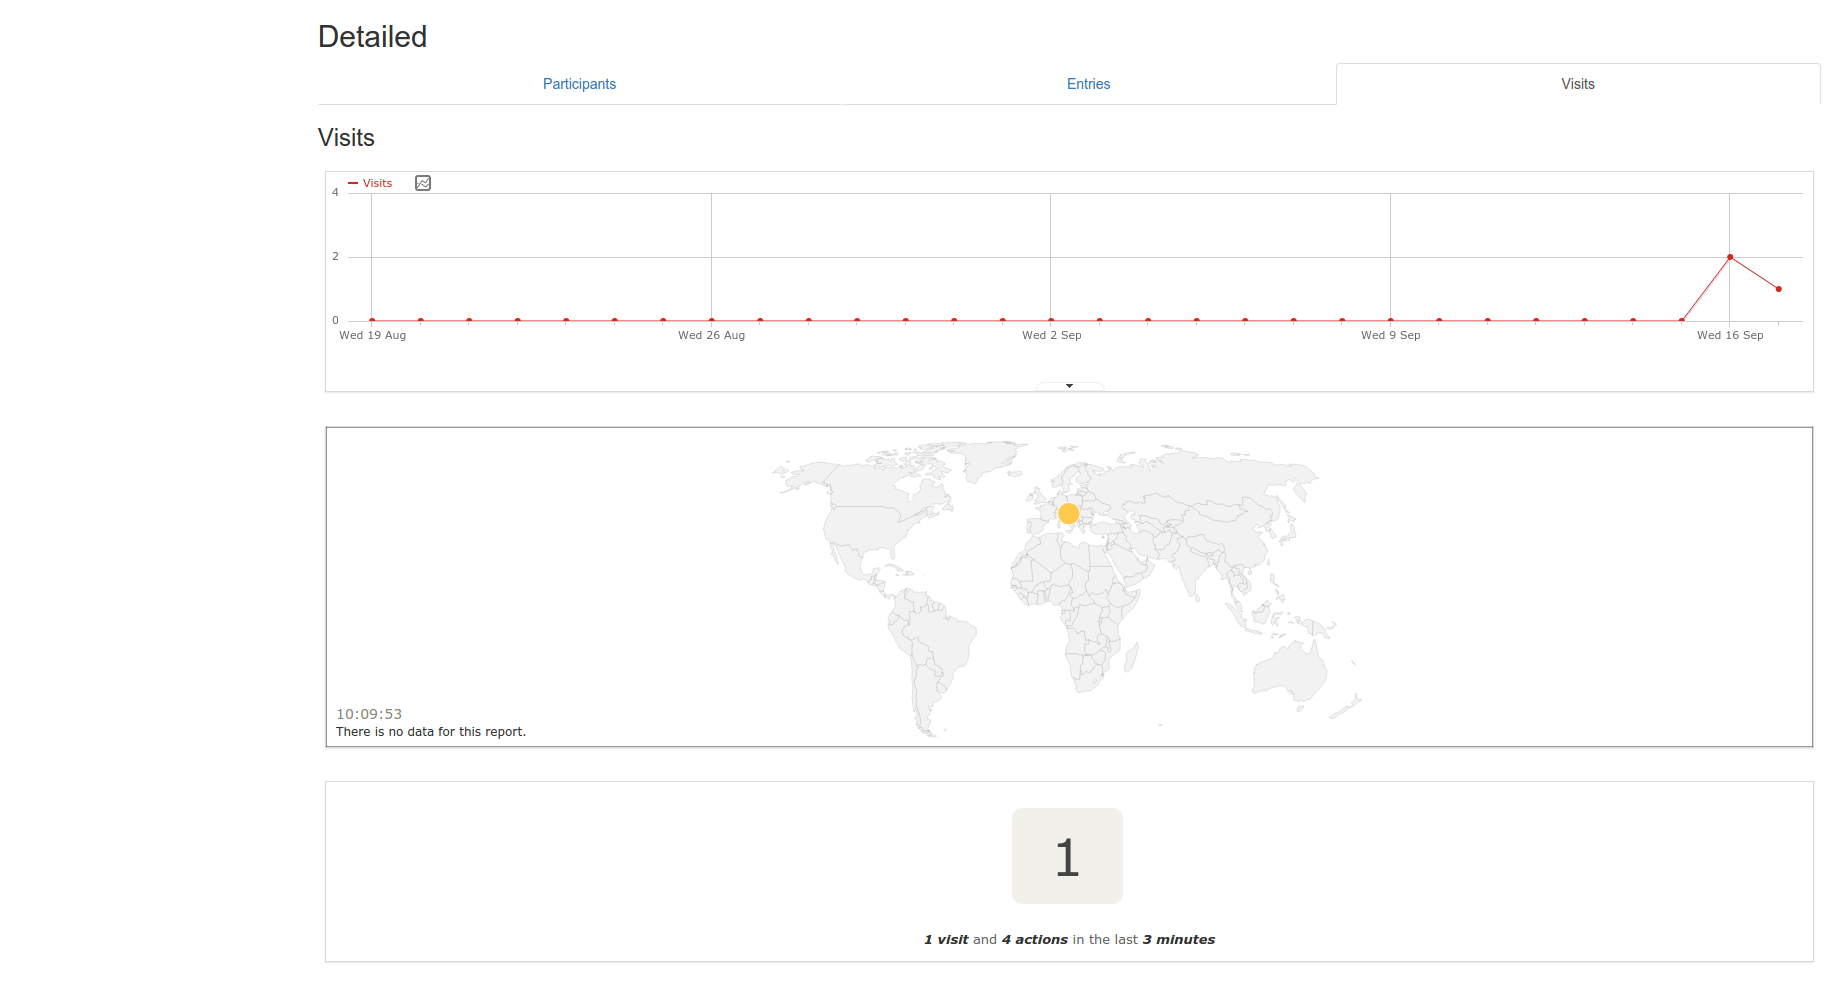 Detailed
Participants Entries Visits
Visits
Visits
4
2
0
Wed 19 Aug Wed 26 Aug Wed 2 Sep Wed 9 Sep Wed 16 Sep
10:09:53
There is no data for this report.
1
1 visit and 4 actions in the last 3 minutes